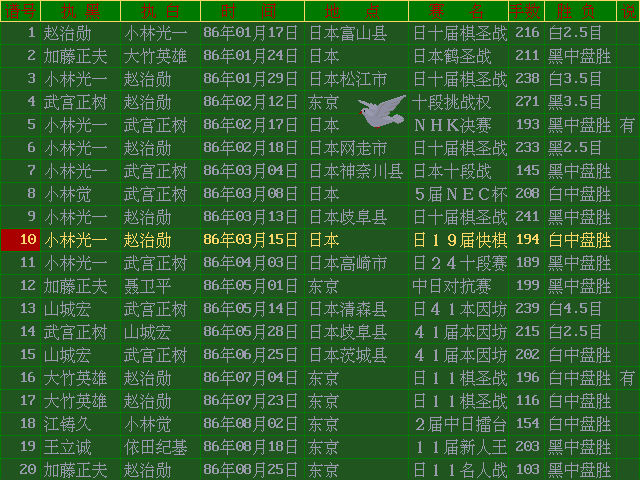 谱号 执黑 执白 时 间 地 点 赛 名 手数 胜负
1 赵治勋 小林光一 86年01月17日 日本富山县 日十届棋圣战 216 白2.5目
2 加藤正夫 大竹英雄 86年01月24日 日本 日本鹤圣战 211 黑中盘胜
3 小林光一 赵治勋 86年01月29日 日本松江市 日十届棋圣战 238 白3.5目
4 武宫正树 赵治勋 86年02月12日 东京 十段挑战权 271 黑3.5目
5 小林光一 武宫正树 86年02月17日 日本 NHK决赛 193 黑中盘胜 有
6 小林光一 赵治勋 86年02月18日 日本网走市 日十届棋圣战 233 黑2.5目
7 小林光一 武宫正树 86年03月04日 日本神奈川县 日本十段战 145 黑中盘胜
8 小林觉 武宫正树 86年03月08日 日本 5届NEC杯 208 白中盘胜
9 小林光一 赵治勋 86年03月13日 日本岐阜县 日十届棋圣战 241 黑中盘胜
10 小林光一 赵治勋 86年03月15日 日本 日19届快棋 194 白中盘胜
11 小林光一 武宫正树 86年04月03日 日本高崎市 日24十段赛 189 黑中盘胜
12 加藤正夫 聂卫平 86年05月01日 东京 中日对抗赛 199 黑中盘胜
13 山城宏 武宫正树 86年05月14日 日本清森县 日41本因坊 239 白4.5目
14 武宫正树 山城宏 86年05月28日 日本岐阜县 41届本因坊 215 白2.5目
15 山城宏 武宫正树 86年06月25日 日本茨城县 41届本因坊 202 白中盘胜
16 大竹英雄 赵治勋 86年07月04日 东京 日11棋圣战 196 白中盘胜 有
17 大竹英雄 赵治勋 86年07月23日 东京 日11棋圣战 116 白中盘胜
18 江铸久 小林觉 86年08月02日 东京 2届中日擂台 154 白中盘胜
19 王立诚 依田纪基 86年08月18日 东京 11届新人王 203 黑中盘胜
20 加藤正夫 赵治勋 86年08月25日 东京 日11名人战 103 黑中盘胜